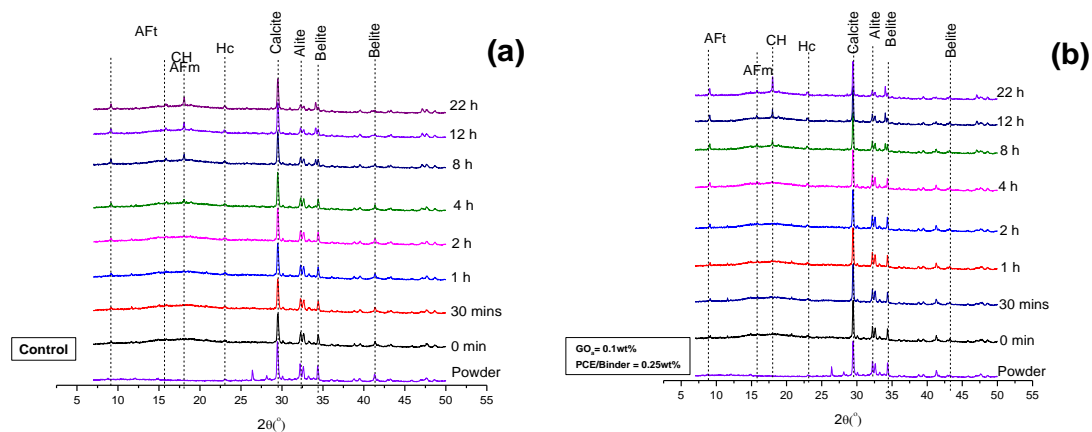 AFt
CH
AFm
Hc
Calcite
Alite
Belite
Belite
(a)
22 h
12 h
8 h
4 h
2 h
1 h
30 mins
0 min
Powder
Control
5 10 15 20 25 30 35 40 45 50 55
2θ(°)
AFt
AFm
CH
Hc
Calcite
Alite
Belite
Belite
(b)
22 h
12 h
8 h
4 h
2 h
1 h
30 mins
0 min
Powder
GOa= 0.1wt%
PCE/Binder = 0.25wt%
5 10 15 20 25 30 35 40 45 50 55
2θ(°)